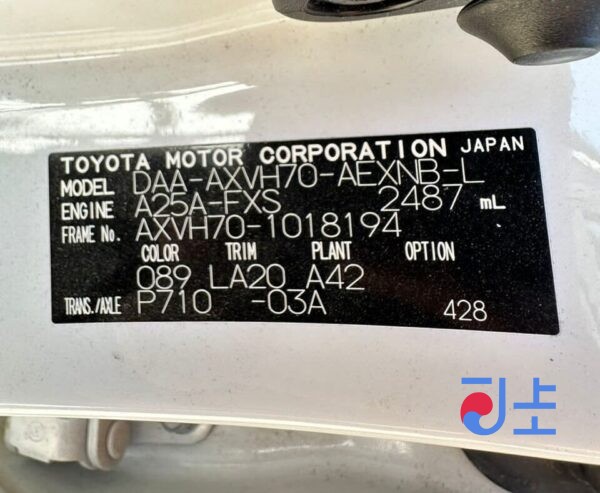 TOYOTA MOTOR CORPORATION JAPAN
MODEL DAA-AXVH70-AEXNB-L
ENGINE A25A-FXS 2487 mL
FRAME No. AXVH70-1018194
COLOR TRIM PLANT OPTION
089 LA20 A42
TRANS./AXLE P710 -03A 428